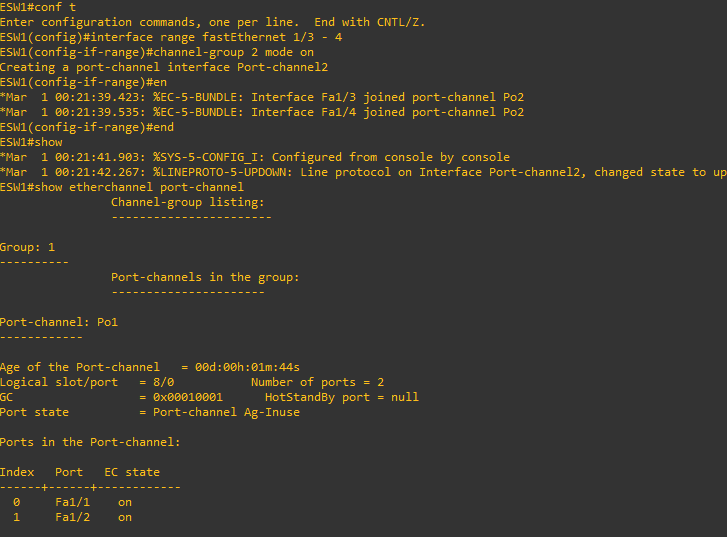 ESW1#conf t
Enter configuration commands, one per line.  End with CNTL/Z.
ESW1(config)#interface range fastEthernet 1/3 - 4
ESW1(config-if-range)#channel-group 2 mode on
Creating a port-channel interface Port-channel2
ESW1(config-if-range)#en
*Mar  1 00:21:39.423: %EC-5-BUNDLE: Interface Fa1/3 joined port-channel Po2
*Mar  1 00:21:39.535: %EC-5-BUNDLE: Interface Fa1/4 joined port-channel Po2
ESW1(config-if-range)#end
ESW1#show
*Mar  1 00:21:41.903: %SYS-5-CONFIG_I: Configured from console by console
*Mar  1 00:21:42.267: %LINEPROTO-5-UPDOWN: Line protocol on Interface Port-channel2, changed state to up
ESW1#show etherchannel port-channel
                Channel-group listing:
                -----------------------

Group: 1
----------
                Port-channels in the group:
                ----------------------

Port-channel: Po1
------------

Age of the Port-channel   = 00d:00h:01m:44s
Logical slot/port   = 8/0           Number of ports = 2
GC                  = 0x00010001      HotStandBy port = null
Port state          = Port-channel Ag-Inuse

Ports in the Port-channel:

Index   Port   EC state
------+------+------------
  0     Fa1/1    on
  1     Fa1/2    on